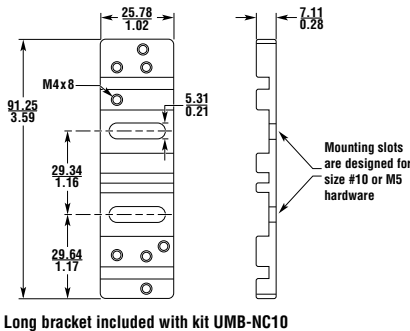 25.78
1.02
7.11
0.28
M4x8
91.25
3.59
5.31
0.21
29.34
1.16
Mounting slots
are designed for
size #10 or M5
hardware
29.64
1.17
Long bracket included with kit UMB-NC10